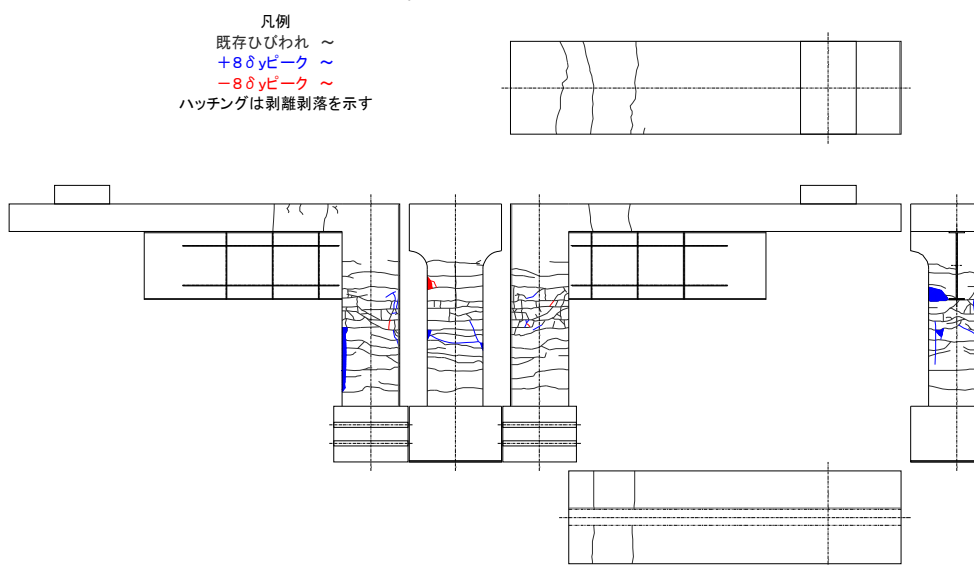 凡例
既存ひびわれ ～
＋8δyピーク ～
－8δyピーク ～
ハッチングは剥離剥落を示す